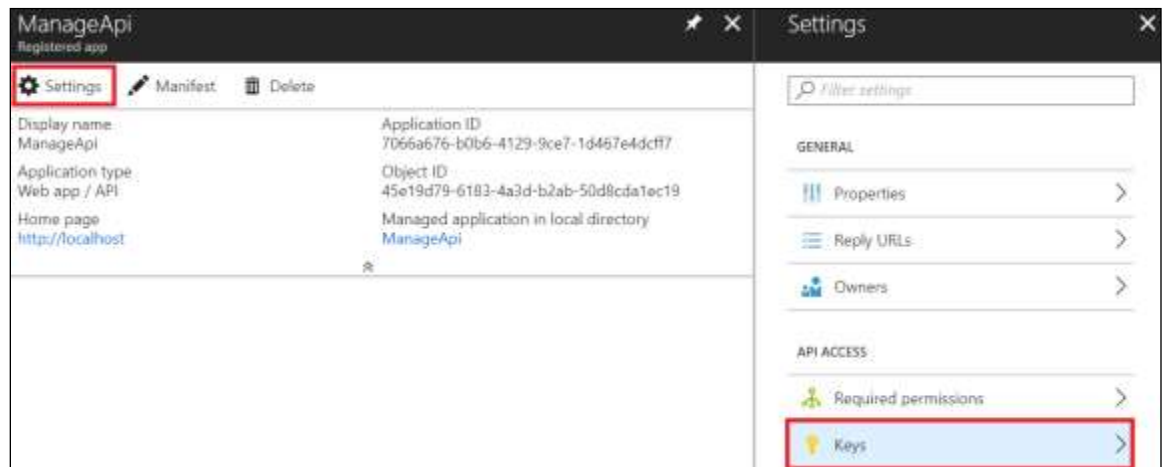 ManageApi
Registered app
Settings Manifest Delete
Display name
ManageApi
Application ID
7066a676-b0b6-4129-9ce7-1d467e4dcff7
Application type
Web app / API
Object ID
45e19d79-6183-4a3d-b2ab-50d8cda1ec19
Home page
http://localhost
Managed application in local directory
ManageApi
Settings
Filter settings
GENERAL
Properties
Reply URLs
Owners
API ACCESS
Required permissions
Keys